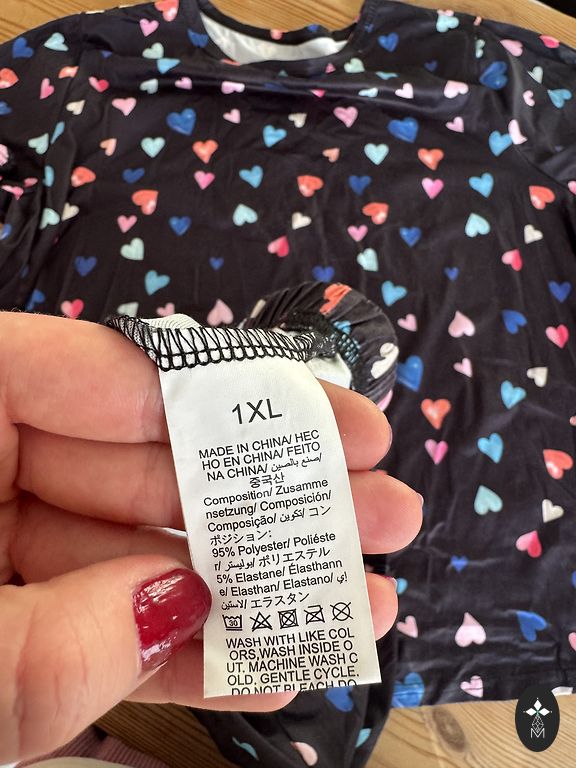 1XL
MADE IN CHINA/ HEC
HO EN CHINA/ FEITO
NA CHINA/ صنع بالصين/
중국산
Composition/ Zusamme
nsetzung/ Composición/
Composição/ تكوين/ コン
ポジション:
95% Polyester/ Poliéste
r/ بوليستر/ ポリエステル
5% Elastane/ Élasthann
e/ Elasthan/ Elastano/ إي/
لاستين/ エラスタン
30
WASH WITH LIKE COL
ORS,WASH INSIDE O
UT. MACHINE WASH C
OLD. GENTLE CYCLE.
DO NOT BLEACH DO